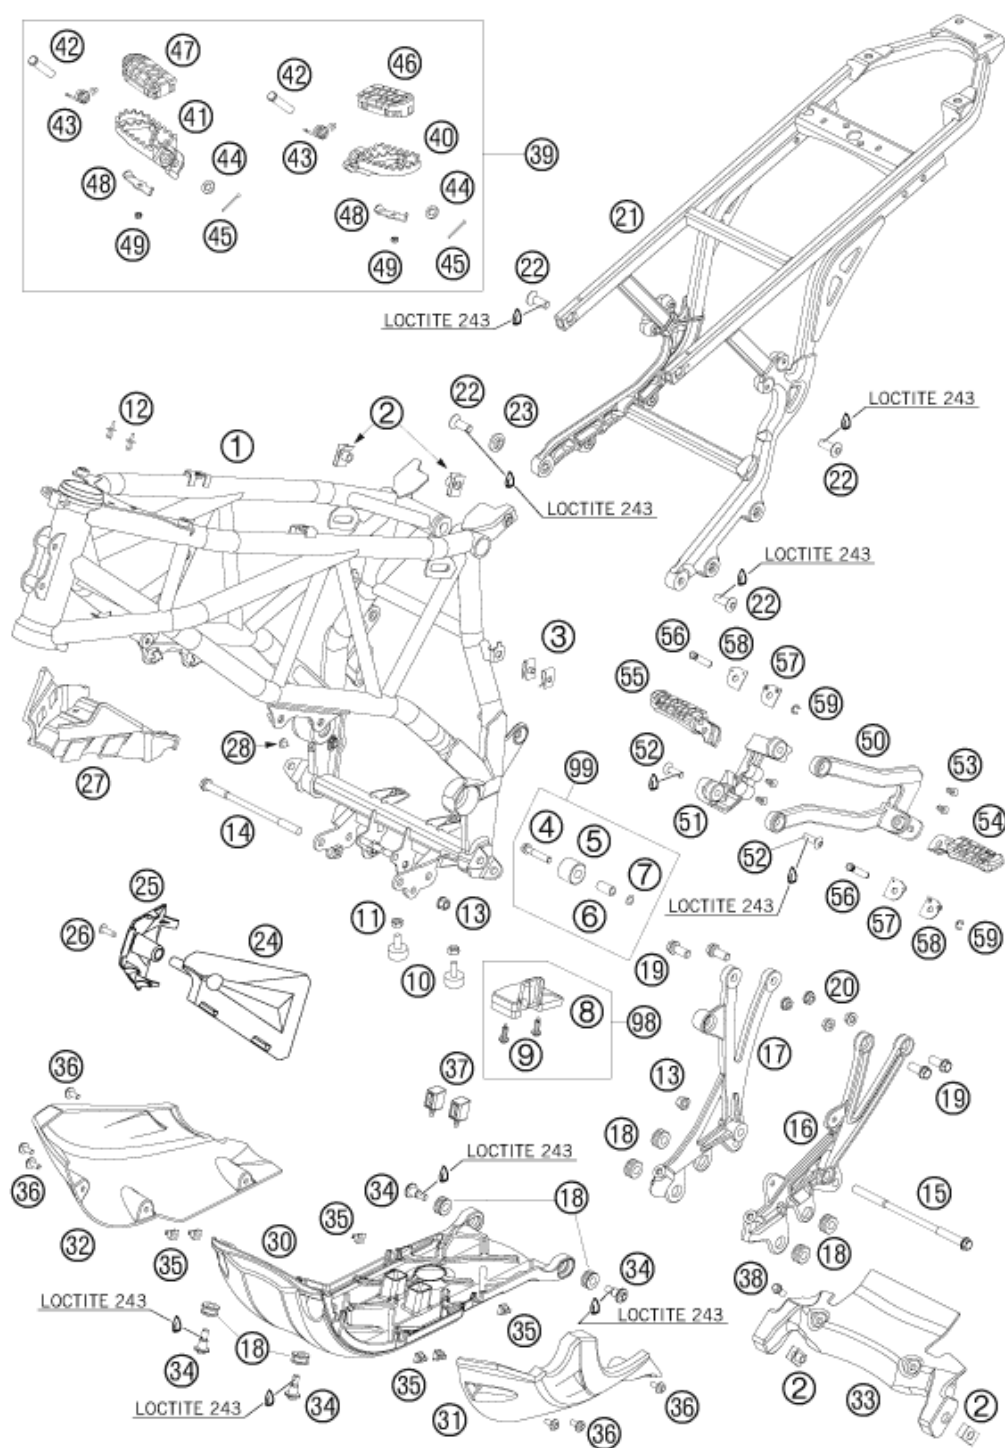 42 47 42 46
43 41 43 40
44 44 39
48 48
49 45 49 45
21
22
LOCTITE 243
12 1 2 22 23
LOCTITE 243
22
LOCTITE 243
LOCTITE 243
22
3
56 58 57 59
55
52 50 53
51 54
52
LOCTITE 243
56 57 58 59
27 28
14
99
4 5 7
6
11 13
10
25
26 24
19
8 98
9
20
17
37 13
18
19
16
15
18
36
36
32
35
LOCTITE 243
34 18
35 30
34
LOCTITE 243
35
38
2 33 2
LOCTITE 243
34 18
35
LOCTITE 243
34
31 36 36